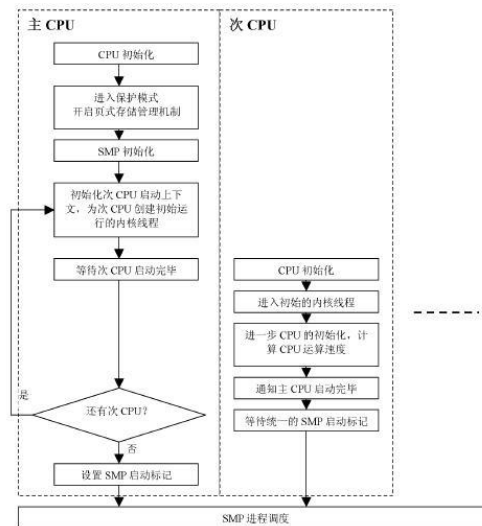 主 CPU
CPU 初始化
进入保护模式
开启页式存储管理机制
SMP 初始化
初始化次 CPU 启动上下
文，为次 CPU 创建初始运
行的内核线程
等待次 CPU 启动完毕
是
还有次 CPU?
否
设置 SMP 启动标记
次 CPU
CPU 初始化
进入初始的内核线程
进一步 CPU 的初始化，计
算 CPU 运算速度
通知主 CPU 启动完毕
等待统一的 SMP 启动标记
SMP 进程调度